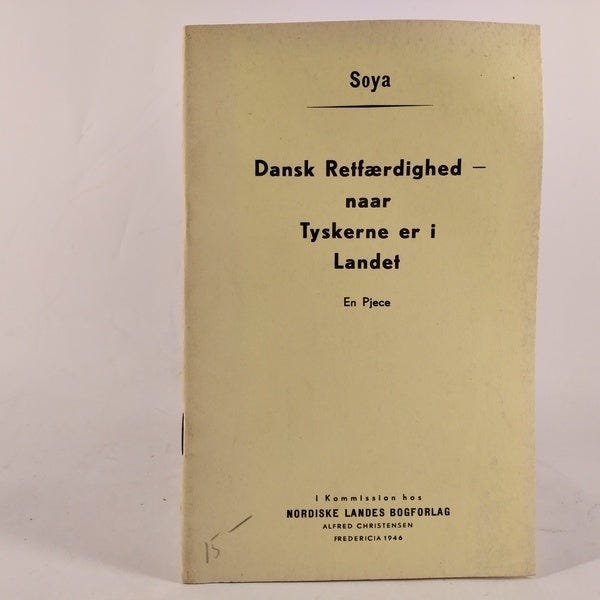 Soya
Dansk Retfærdighed –
naar
Tyskerne er i
Landet
En Pjece
I Kommission hos
NORDISKE LANDES BOGFORLAG
ALFRED CHRISTENSEN
FREDERICIA 1946
15 –